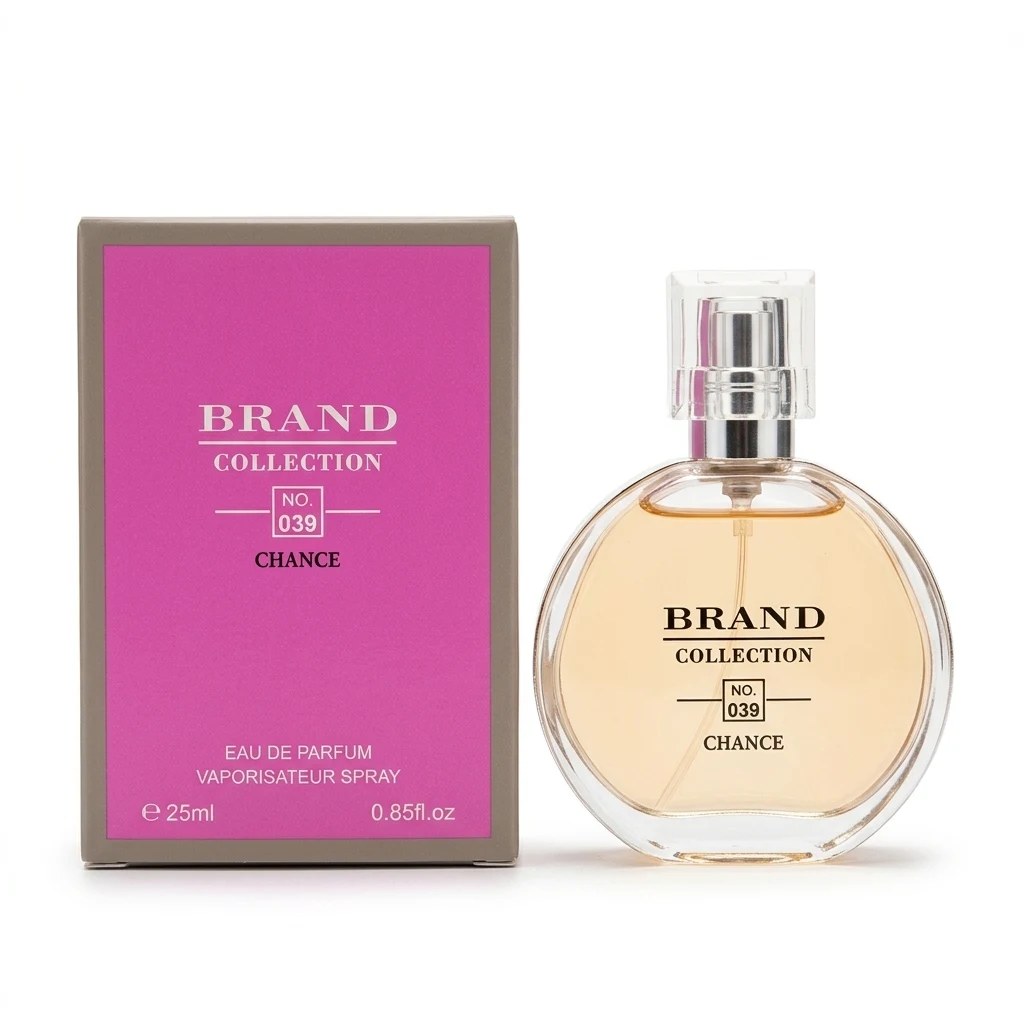 BRAND
COLLECTION
NO.
039
CHANCE
EAU DE PARFUM
VAPORISATEUR SPRAY
℮ 25ml 0.85fl.oz
BRAND
COLLECTION
NO.
039
CHANCE